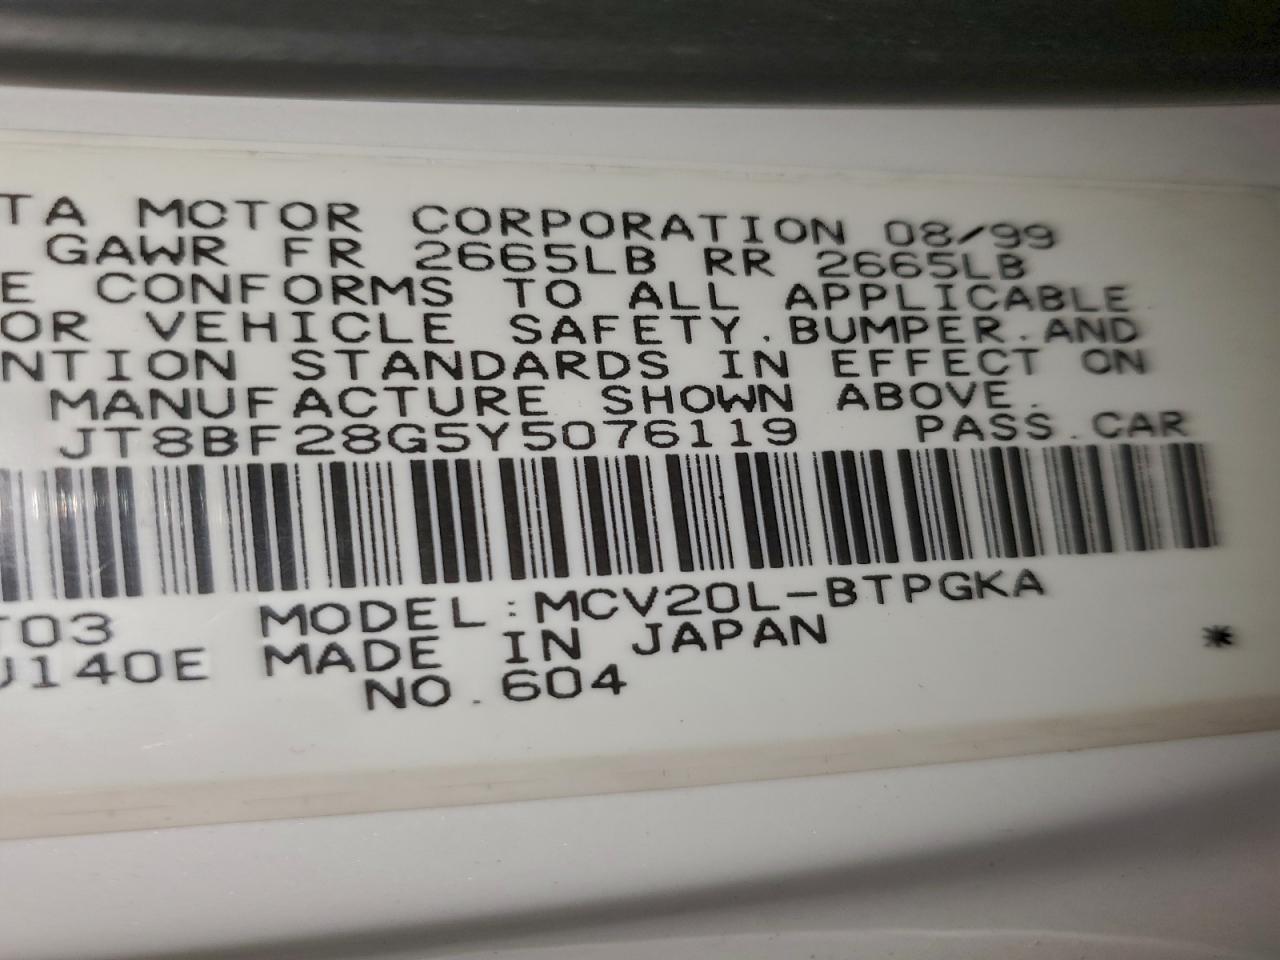 TA MOTOR CORPORATION 08/99
GAWR FR 2665LB RR 2665LB
E CONFORMS TO ALL APPLICABLE
OR VEHICLE SAFETY.BUMPER.AND
NTION STANDARDS IN EFFECT ON
MANUFACTURE SHOWN ABOVE.
JT8BF28G5Y5076119 PASS.CAR
T03 MODEL:MCV20L-BTPGKA
U140E MADE IN JAPAN *
NO.604